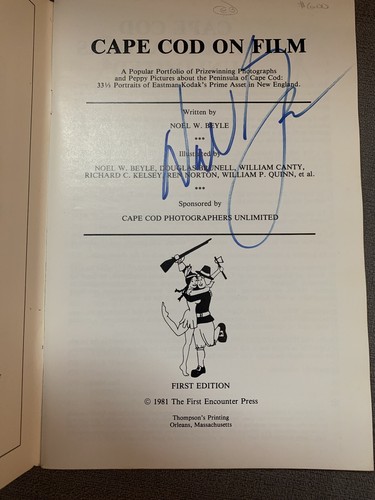 CAPE COD ON FILM
A Popular Portfolio of Prizewinning Photographs
and Peppy Pictures about the Peninsula of Cape Cod:
33⅓ Portraits of Eastman Kodak's Prime Asset in New England.
Written by
NOEL W. BEYLE
***
Illustrated by
NOEL W. BEYLE, DOUGLAS BRUNELL, WILLIAM CANTY,
RICHARD C. KELSEY, REN NORTON, WILLIAM P. QUINN, et al.
***
Sponsored by
CAPE COD PHOTOGRAPHERS UNLIMITED
FIRST EDITION
© 1981 The First Encounter Press
Thompson's Printing
Orleans, Massachusetts